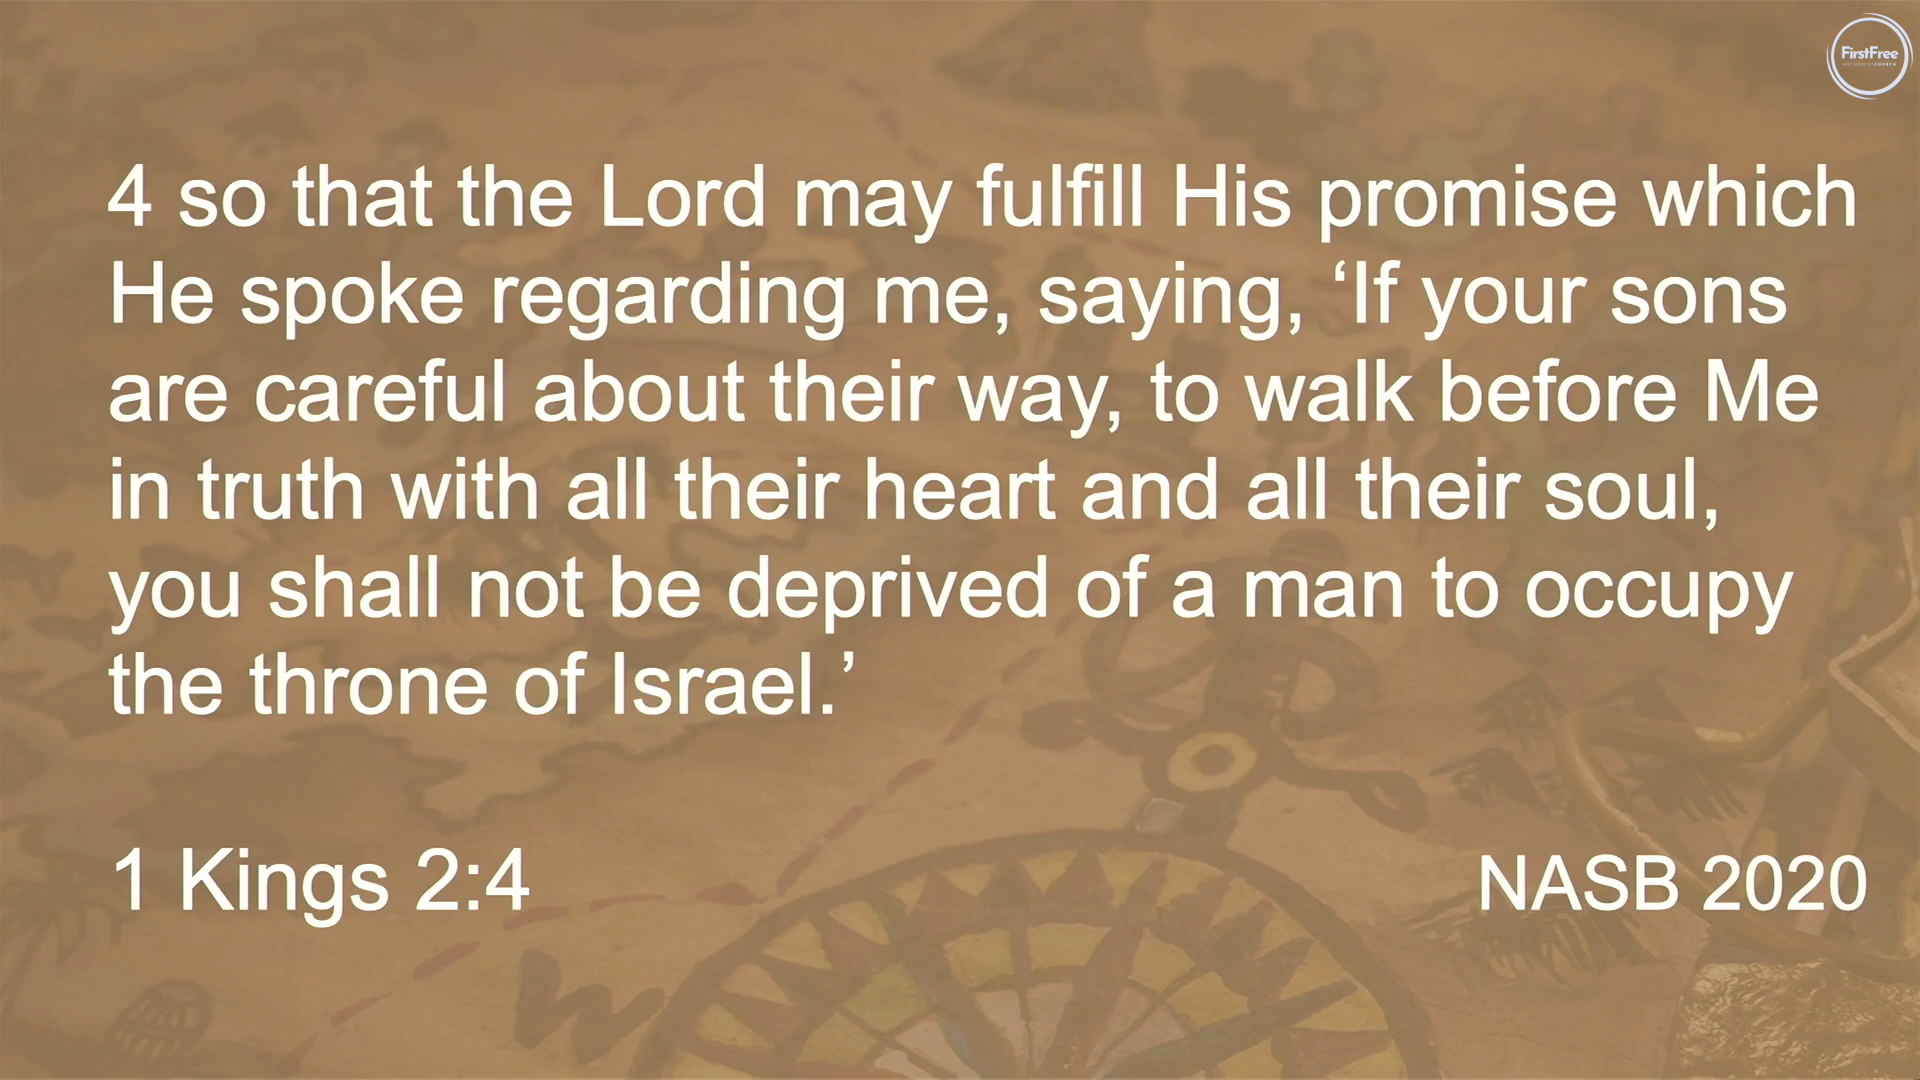 FirstFree
METHODISTCHURCH
4 so that the Lord may fulfill His promise which
He spoke regarding me, saying, ‘If your sons
are careful about their way, to walk before Me
in truth with all their heart and all their soul,
you shall not be deprived of a man to occupy
the throne of Israel.’
1 Kings 2:4
NASB 2020
W